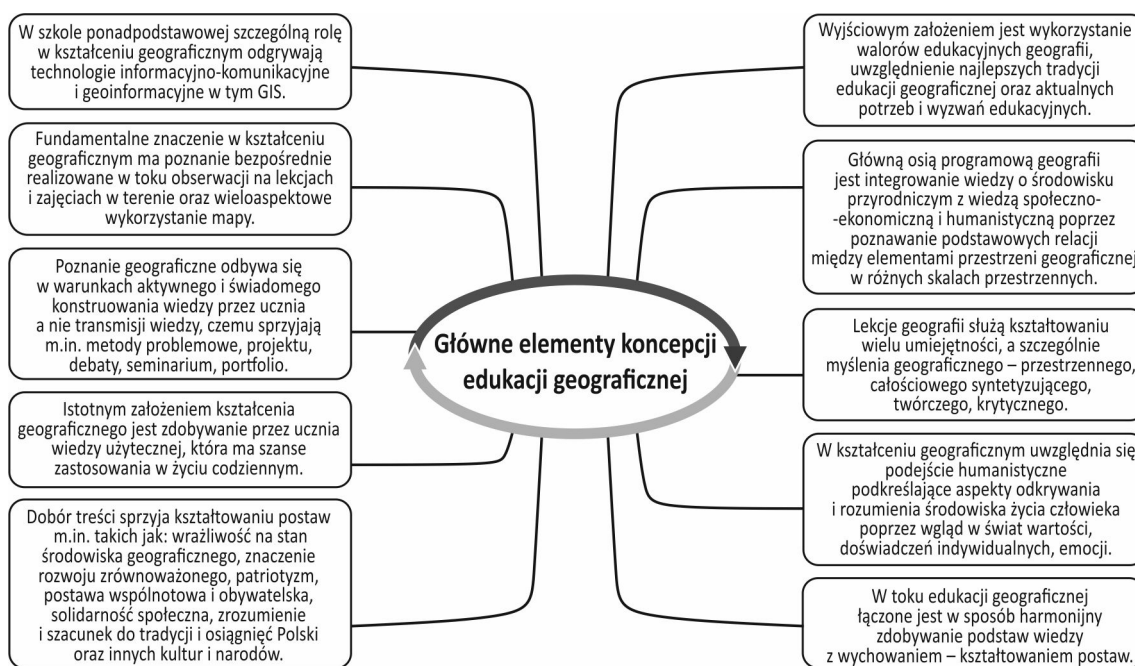 W szkole ponadpodstawowej szczególną rolę
w kształceniu geograficznym odgrywają
technologie informacyjno-komunikacyjne
i geoinformacyjne w tym GIS.
Fundamentalne znaczenie w kształceniu
geograficznym ma poznanie bezpośrednie
realizowane w toku obserwacji na lekcjach
i zajęciach w terenie oraz wieloaspektowe
wykorzystanie mapy.
Poznanie geograficzne odbywa się
w warunkach aktywnego i świadomego
konstruowania wiedzy przez ucznia
a nie transmisji wiedzy, czemu sprzyjają
m.in. metody problemowe, projektu,
debaty, seminarium, portfolio.
Istotnym założeniem kształcenia
geograficznego jest zdobywanie przez ucznia
wiedzy użytecznej, która ma szanse
zastosowania w życiu codziennym.
Dobór treści sprzyja kształtowaniu postaw
m.in. takich jak: wrażliwość na stan
środowiska geograficznego, znaczenie
rozwoju zrównoważonego, patriotyzm,
postawa wspólnotowa i obywatelska,
solidarność społeczna, zrozumienie
i szacunek do tradycji i osiągnięć Polski
oraz innych kultur i narodów.
Główne elementy koncepcji
edukacji geograficznej
Wyjściowym założeniem jest wykorzystanie
walorów edukacyjnych geografii,
uwzględnienie najlepszych tradycji
edukacji geograficznej oraz aktualnych
potrzeb i wyzwań edukacyjnych.
Główną osią programową geografii
jest integrowanie wiedzy o środowisku
przyrodniczym z wiedzą społeczno-
-ekonomiczną i humanistyczną poprzez
poznawanie podstawowych relacji
między elementami przestrzeni geograficznej
w różnych skalach przestrzennych.
Lekcje geografii służą kształtowaniu
wielu umiejętności, a szczególnie
myślenia geograficznego – przestrzennego,
całościowego syntetyzującego,
twórczego, krytycznego.
W kształceniu geograficznym uwzględnia się
podejście humanistyczne
podkreślające aspekty odkrywania
i rozumienia środowiska życia człowieka
poprzez wgląd w świat wartości,
doświadczeń indywidualnych, emocji.
W toku edukacji geograficznej
łączone jest w sposób harmonijny
zdobywanie podstaw wiedzy
z wychowaniem – kształtowaniem postaw.